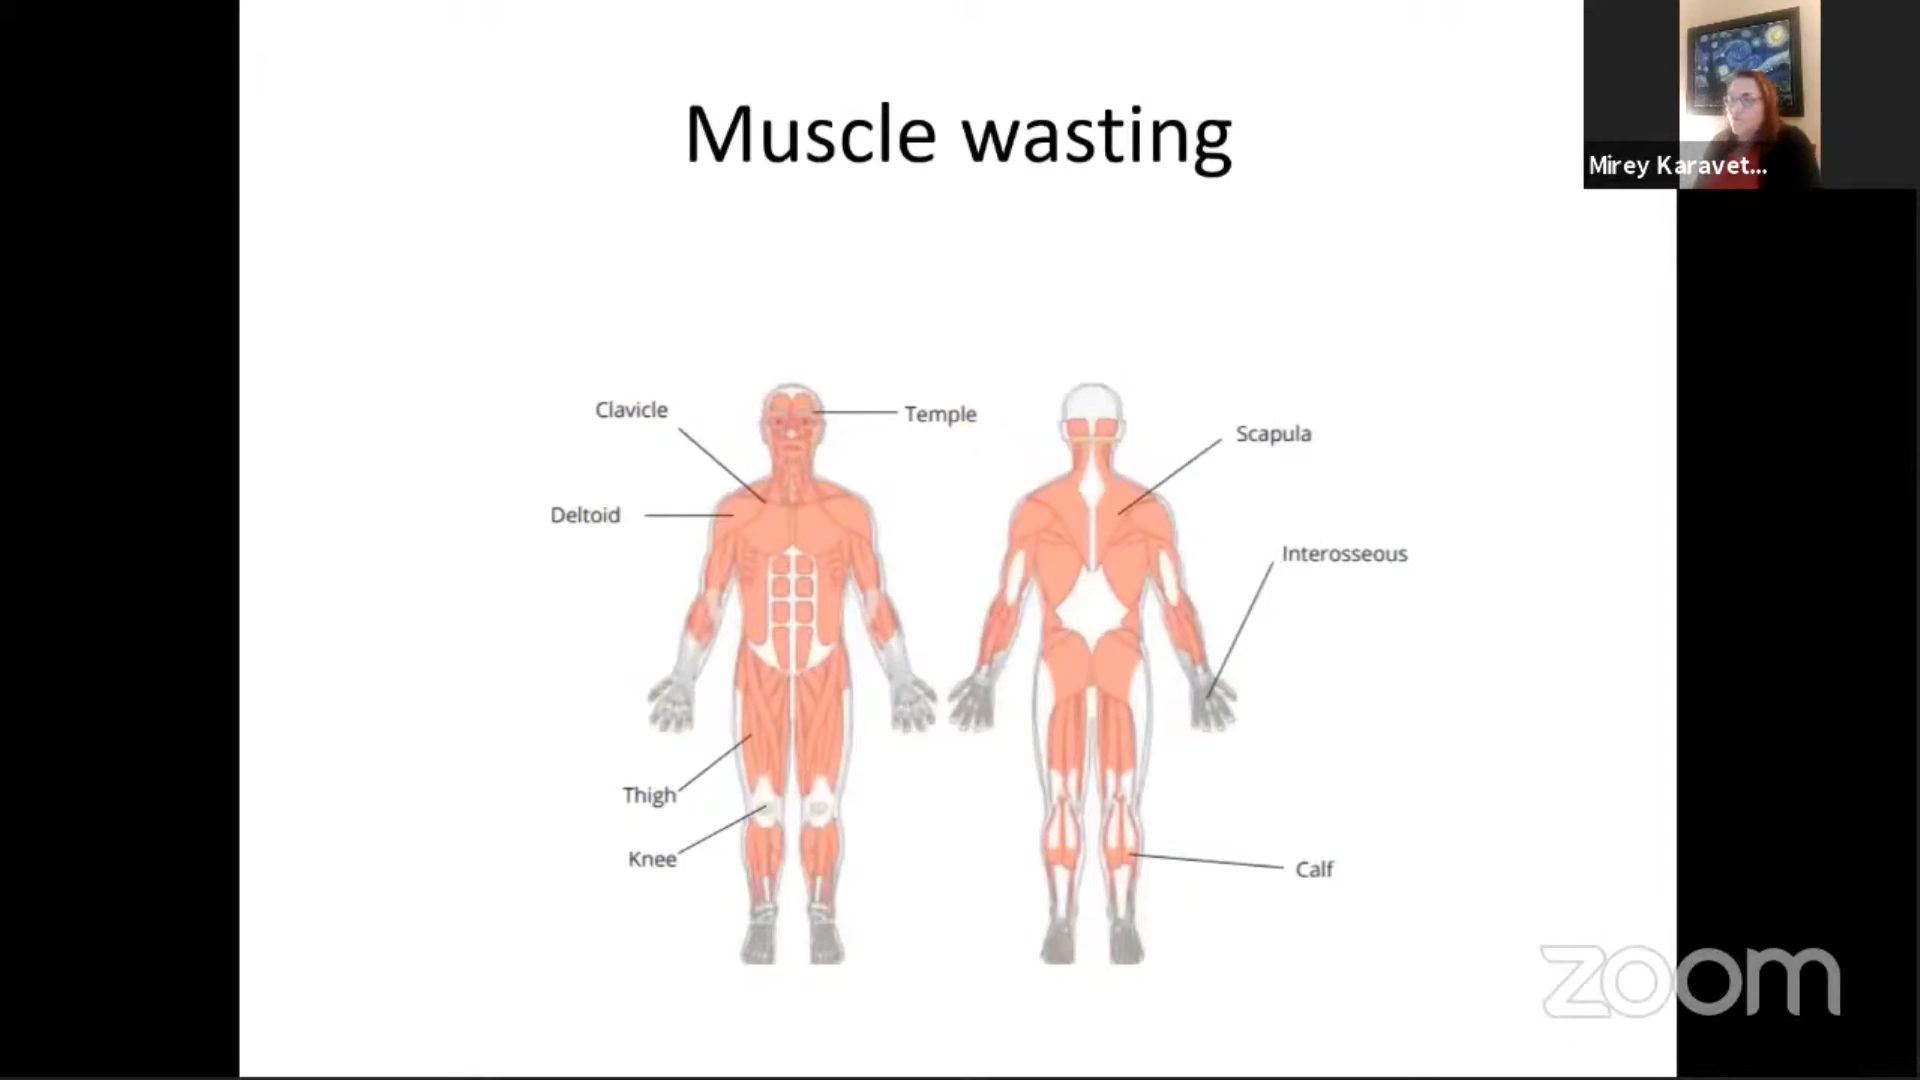 Muscle wasting
Mirey Karavet...
Clavicle
Temple
Scapula
Deltoid
Interosseous
Thigh
Knee
Calf
zoom